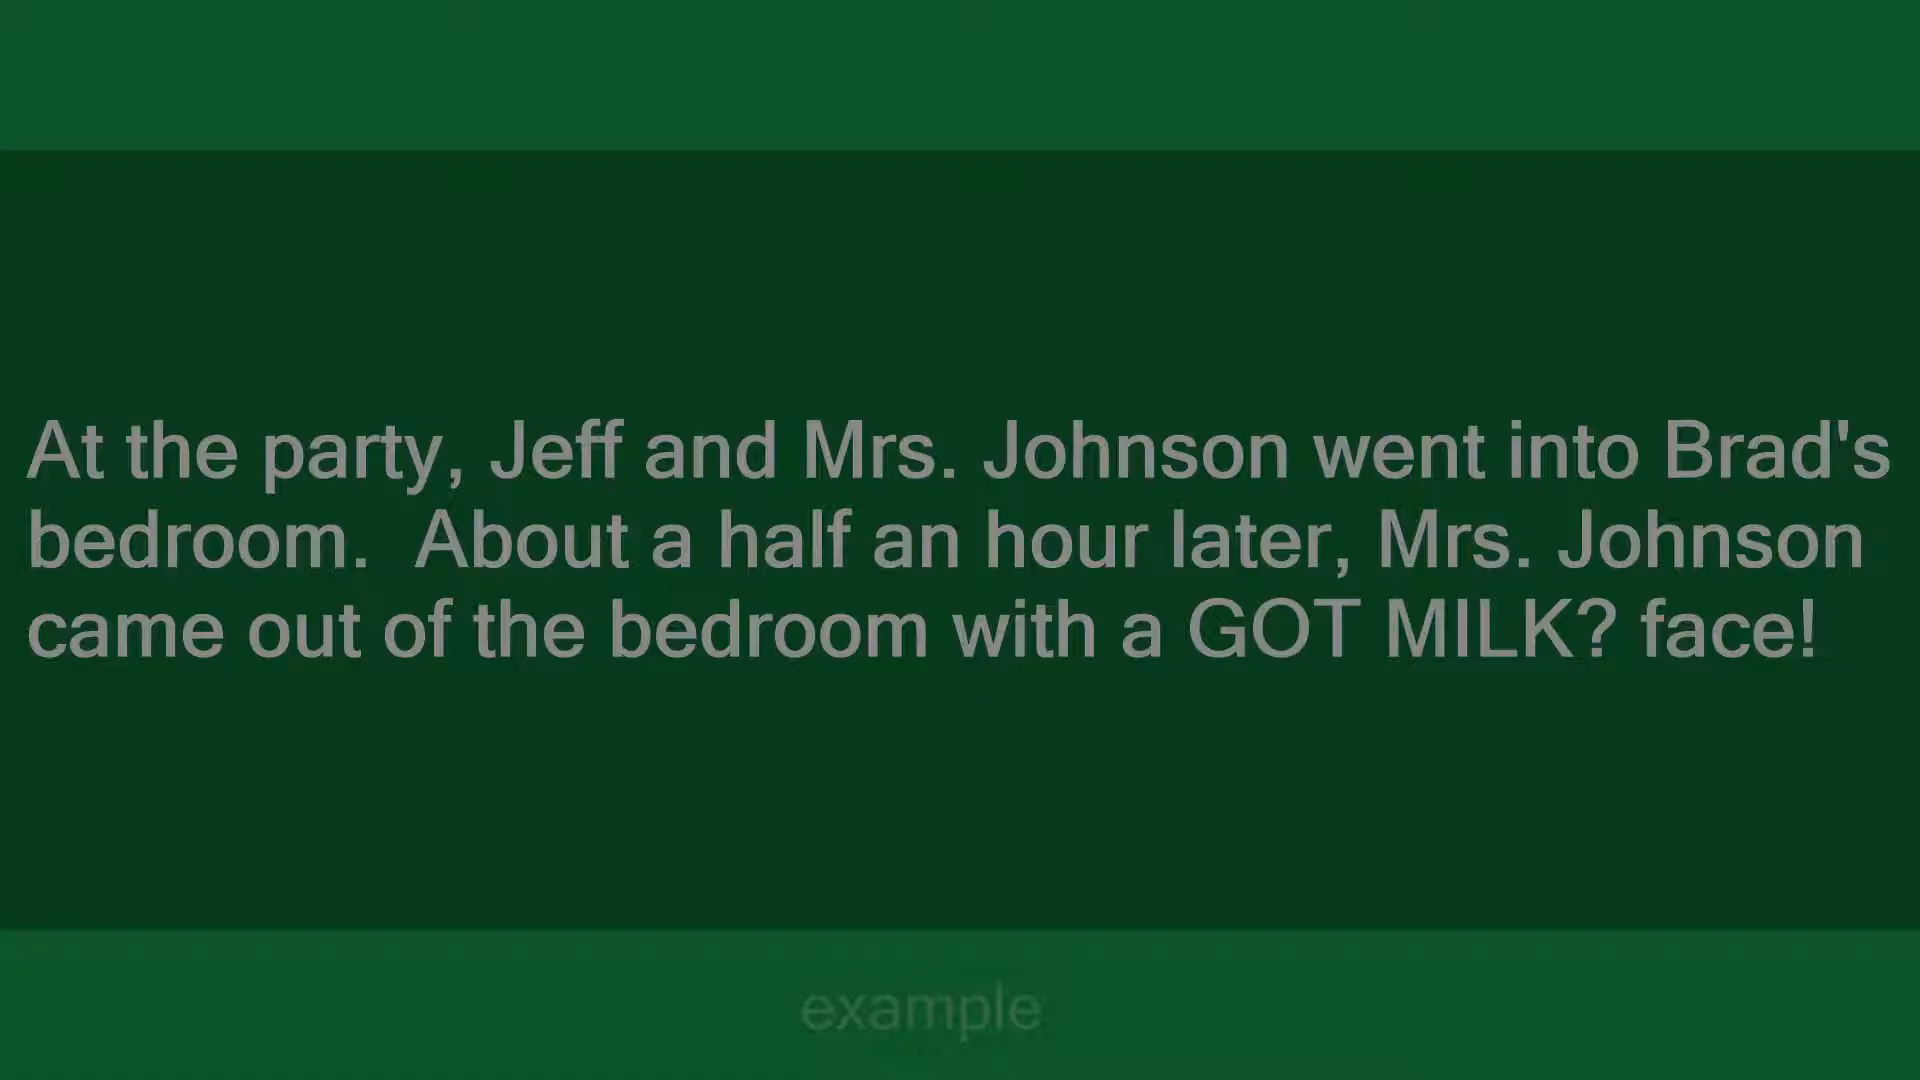 At the party, Jeff and Mrs. Johnson went into Brad's
bedroom.  About a half an hour later, Mrs. Johnson
came out of the bedroom with a GOT MILK? face!
example